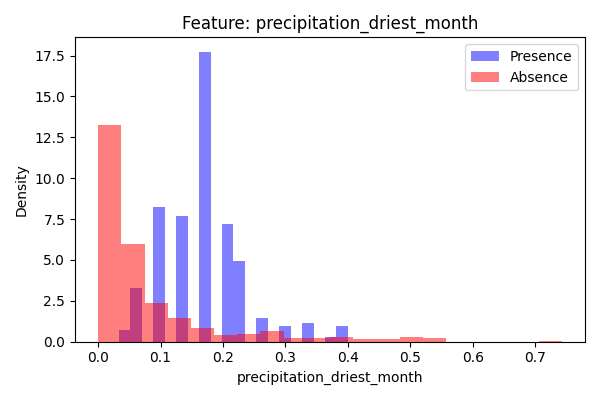 Feature: precipitation_driest_month
Presence
Absence
Density
17.5
15.0
12.5
10.0
7.5
5.0
2.5
0.0
0.0 0.1 0.2 0.3 0.4 0.5 0.6 0.7
precipitation_driest_month